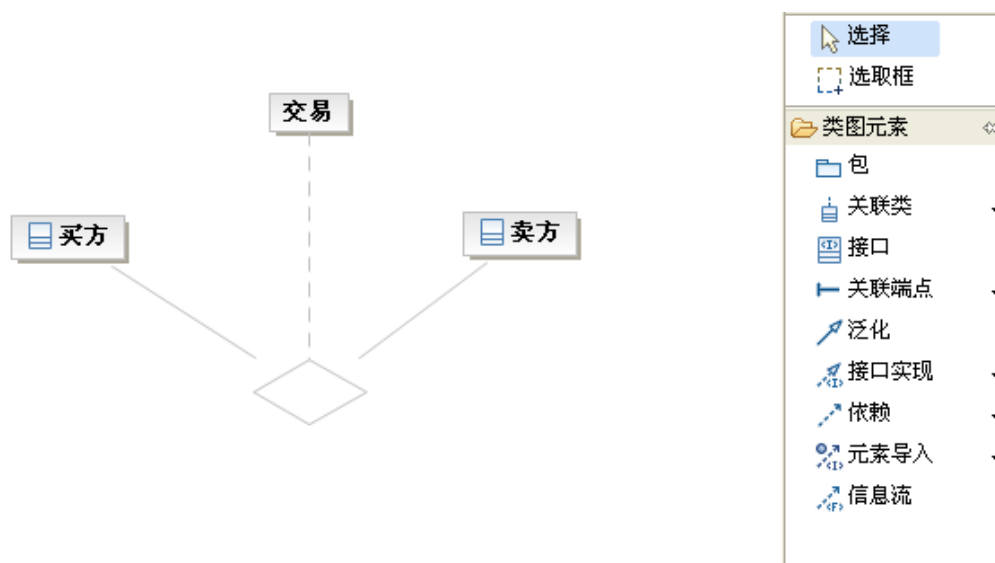 交易
买方
卖方
选择
选取框
类图元素
包
关联类
接口
关联端点
泛化
接口实现
依赖
元素导入
信息流